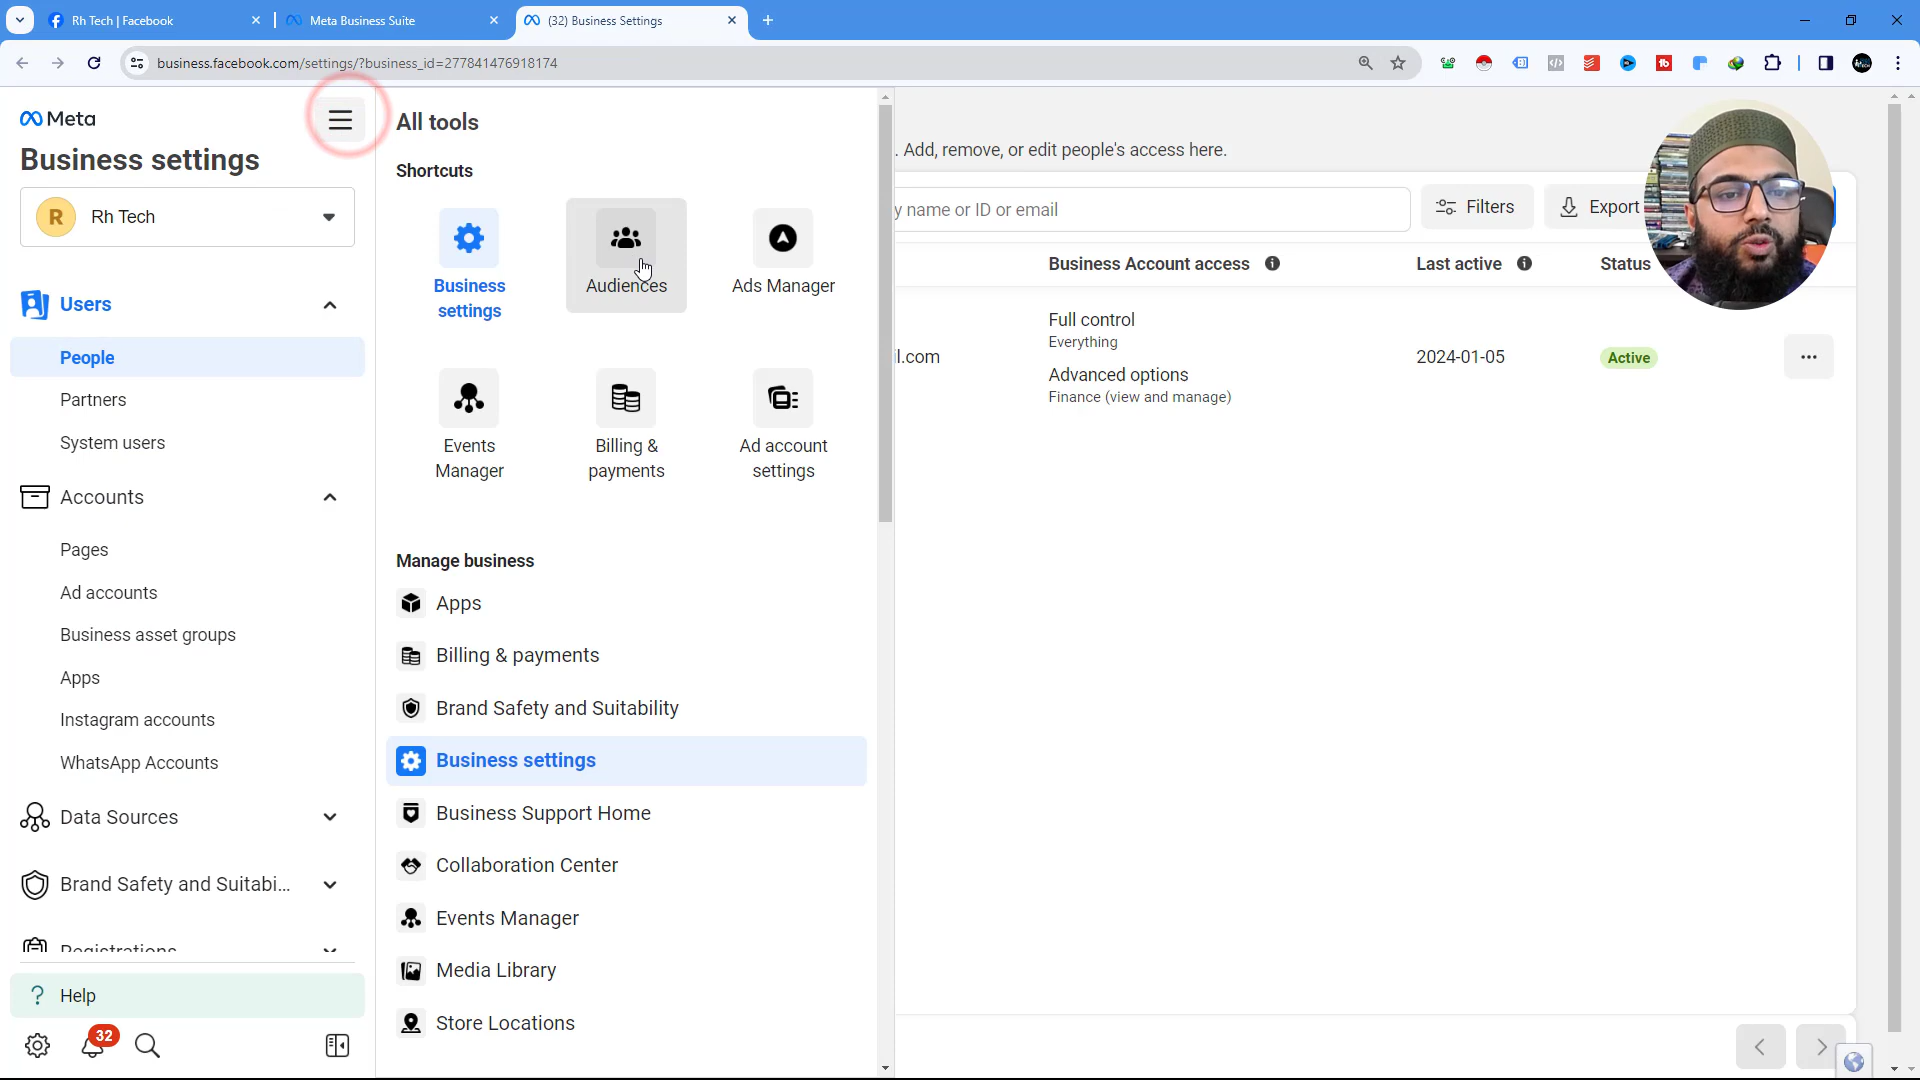 Rh Tech | Facebook
Meta Business Suite
(32) Business Settings
business.facebook.com/settings/?business_id=277841476918174
Meta
Business settings
R
Rh Tech
Users
People
Partners
System users
Accounts
Pages
Ad accounts
Business asset groups
Apps
Instagram accounts
WhatsApp Accounts
Data Sources
Brand Safety and Suitabi...
Registrations
? Help
32
All tools
Shortcuts
Business
settings
Audiences
Ads Manager
Events
Manager
Billing &
payments
Ad account
settings
Manage business
Apps
Billing & payments
Brand Safety and Suitability
Business settings
Business Support Home
Collaboration Center
Events Manager
Media Library
Store Locations
. Add, remove, or edit people's access here.
y name or ID or email
Filters
Export
Business Account access
Last active
Status
l.com
Full control
Everything
Advanced options
Finance (view and manage)
2024-01-05
Active